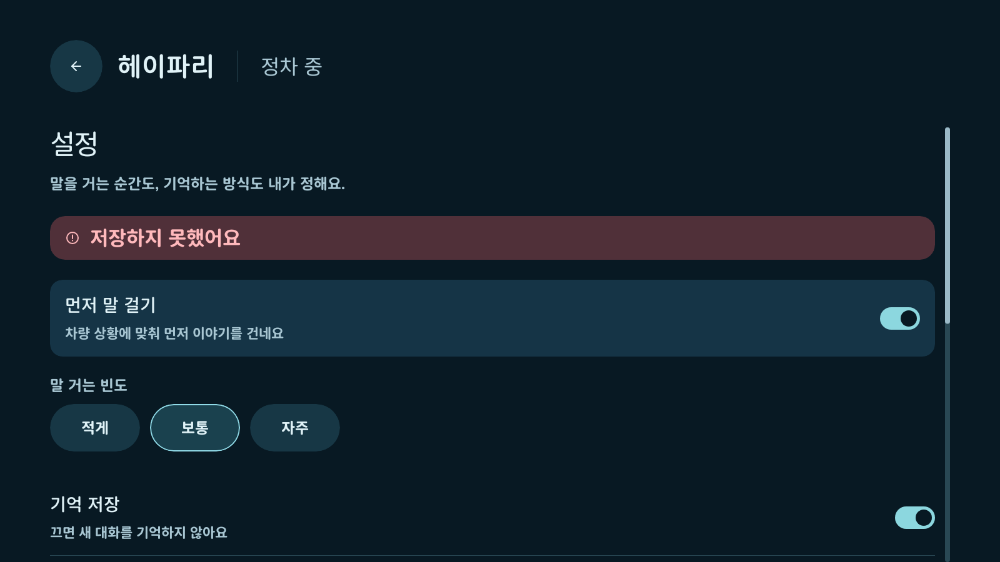 헤이파리
정차 중
설정
말을 거는 순간도, 기억하는 방식도 내가 정해요.
저장하지 못했어요
먼저 말 걸기
차량 상황에 맞춰 먼저 이야기를 건네요
말 거는 빈도
적게
보통
자주
기억 저장
끄면 새 대화를 기억하지 않아요